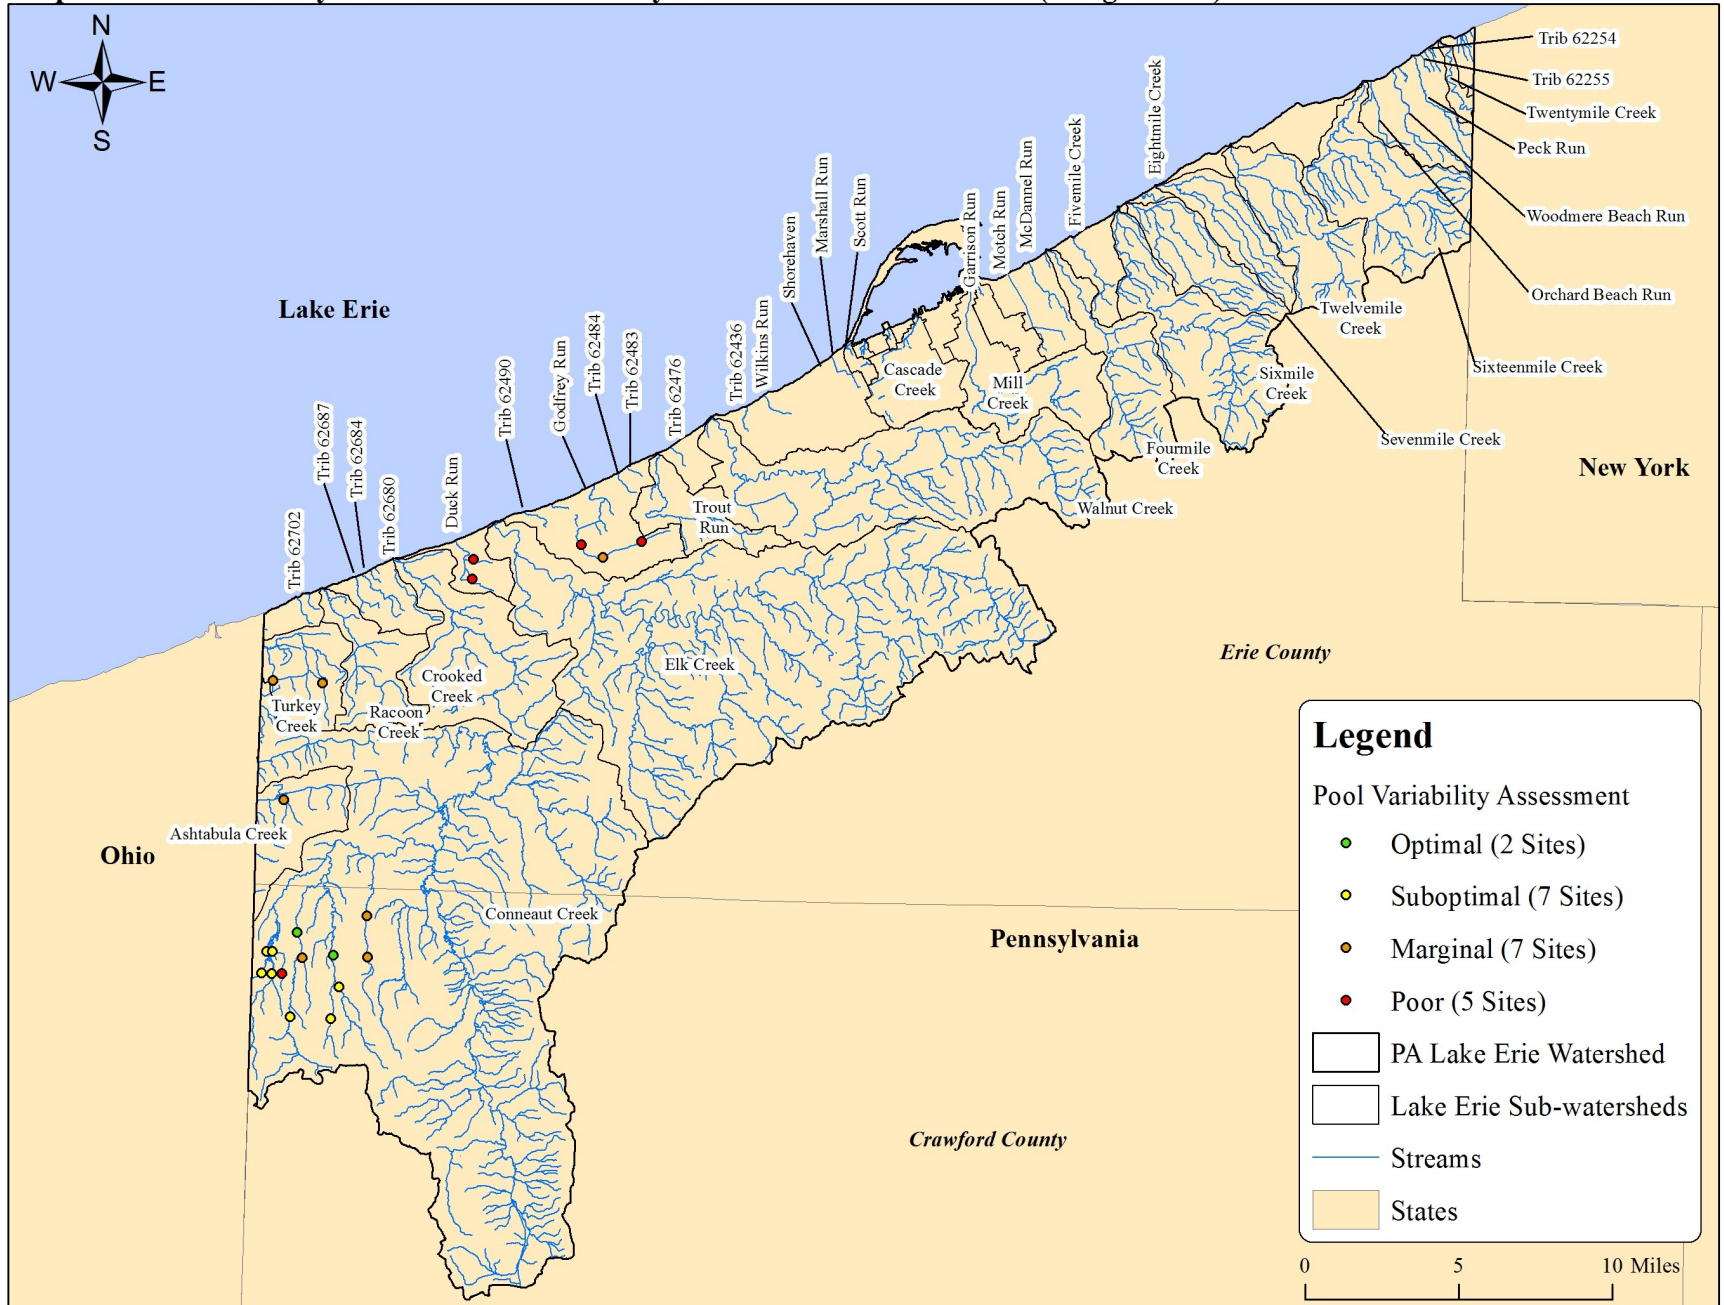 N
W E
S
Lake Erie
Trib 62702
Trib 62687
Trib 62684
Trib 62680
Duck Run
Trib 62490
Godfrey Run
Trib 62484
Trib 62483
Trib 62476
Trib 62436
Wilkins Run
Shorehaven
Marshall Run
Scott Run
Garrison Run
Motch Run
McDannel Run
Fivemile Creek
Eightmile Creek
Trib 62254
Trib 62255
Twentymile Creek
Peck Run
Woodmere Beach Run
Orchard Beach Run
Sixteenmile Creek
Twelvemile
Creek
Sevenmile Creek
Sixmile
Creek
Fourmile
Creek
Cascade
Creek
Mill
Creek
Walnut Creek
Trout
Run
Elk Creek
Crooked
Creek
Racoon
Creek
Turkey
Creek
Ashtabula Creek
Conneaut Creek
New York
Erie County
Ohio
Pennsylvania
Crawford County
Legend
Pool Variability Assessment
Optimal (2 Sites)
Suboptimal (7 Sites)
Marginal (7 Sites)
Poor (5 Sites)
PA Lake Erie Watershed
Lake Erie Sub-watersheds
Streams
States
0 5 10 Miles